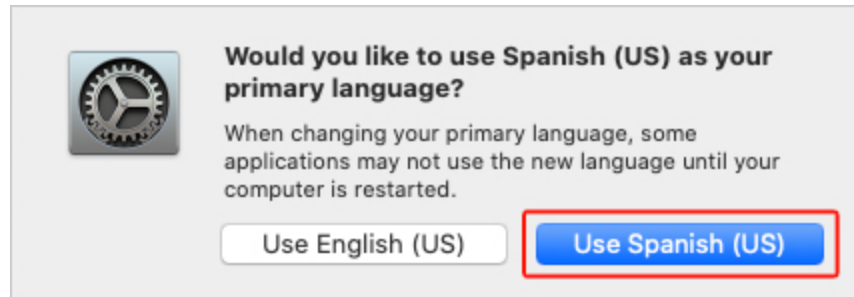 Would you like to use Spanish (US) as your
primary language?
When changing your primary language, some
applications may not use the new language until your
computer is restarted.
Use English (US)
Use Spanish (US)